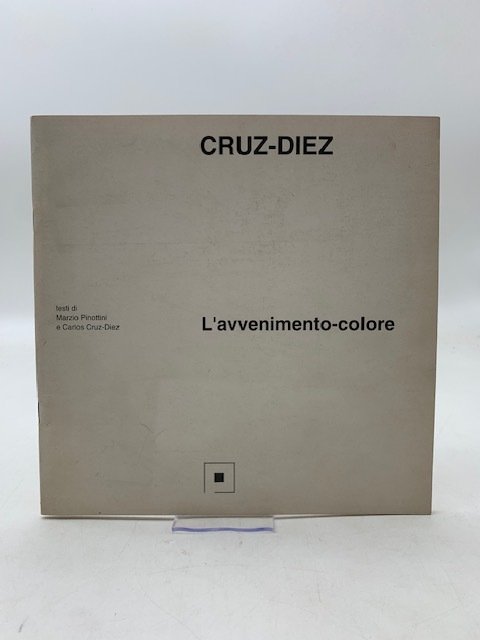 CRUZ-DIEZ
testi di
Marzio Pinottini
e Carlos Cruz-Diez
L'avvenimento-colore